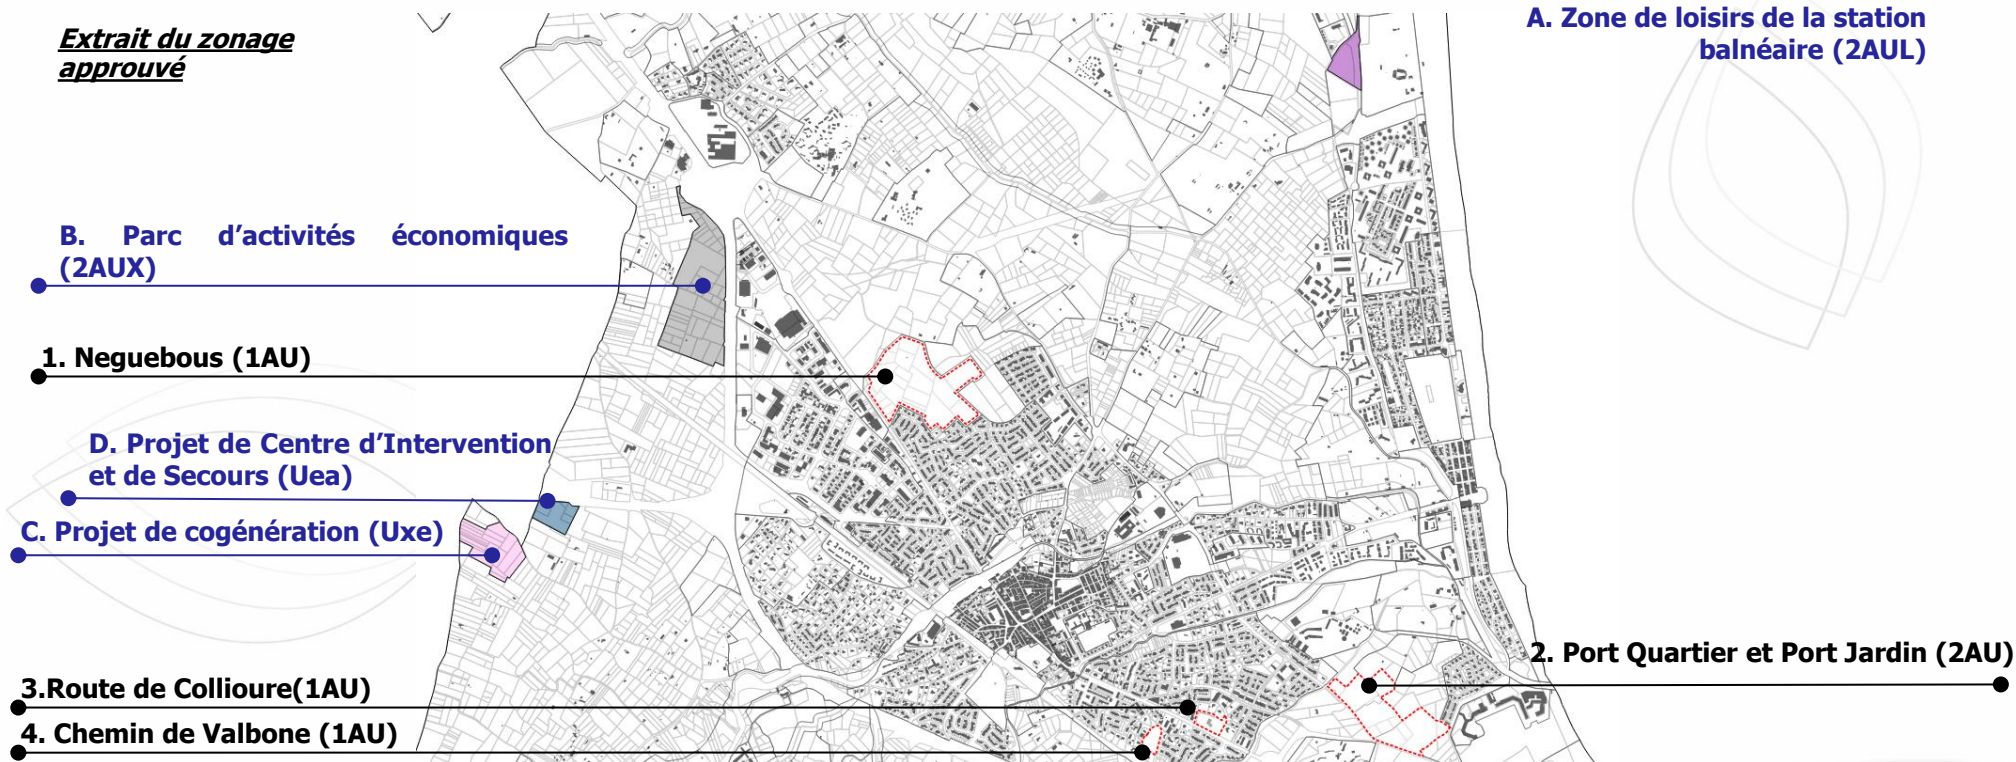 Extrait du zonage
approuvé
A. Zone de loisirs de la station
balnéaire (2AUL)
B. Parc d’activités économiques
(2AUX)
1. Neguebous (1AU)
D. Projet de Centre d’Intervention
et de Secours (Uea)
C. Projet de cogénération (Uxe)
2. Port Quartier et Port Jardin (2AU)
3.Route de Collioure(1AU)
4. Chemin de Valbone (1AU)